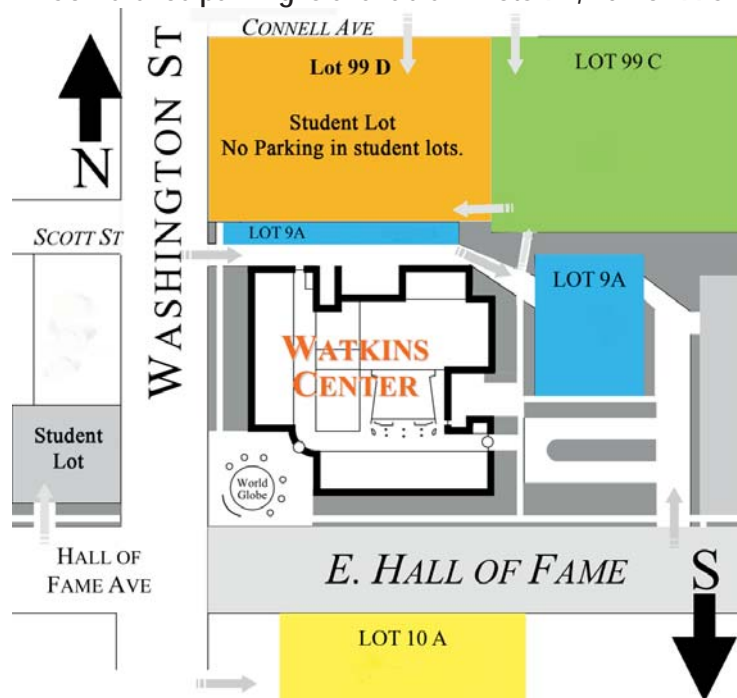 CONNELL AVE
WASHINGTON ST
N
Lot 99 D
Student Lot
No Parking in student lots.
LOT 99 C
SCOTT ST
LOT 9A
LOT 9A
WATKINS
CENTER
Student
Lot
World
Globe
HALL OF
FAME AVE
E. HALL OF FAME
S
LOT 10 A